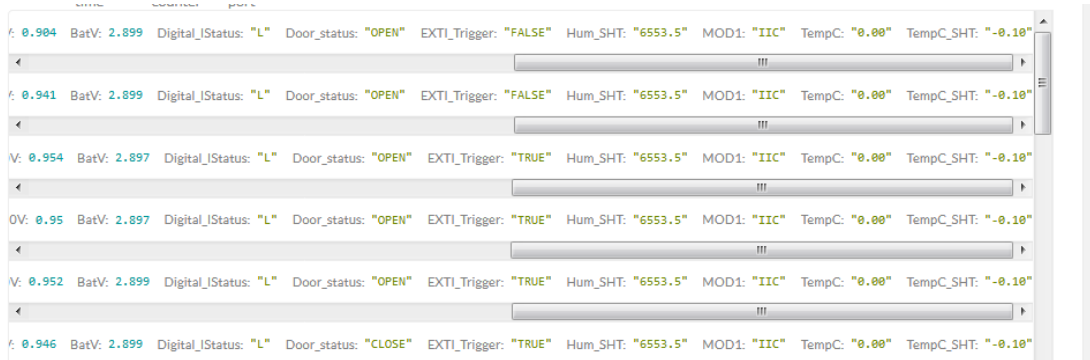 time counter port
V: 0.904 BatV: 2.899 Digital_IStatus: "L" Door_status: "OPEN" EXTI_Trigger: "FALSE" Hum_SHT: "6553.5" MOD1: "IIC" TempC: "0.00" TempC_SHT: "-0.10"
V: 0.941 BatV: 2.899 Digital_IStatus: "L" Door_status: "OPEN" EXTI_Trigger: "FALSE" Hum_SHT: "6553.5" MOD1: "IIC" TempC: "0.00" TempC_SHT: "-0.10"
V: 0.954 BatV: 2.897 Digital_IStatus: "L" Door_status: "OPEN" EXTI_Trigger: "TRUE" Hum_SHT: "6553.5" MOD1: "IIC" TempC: "0.00" TempC_SHT: "-0.10"
0V: 0.95 BatV: 2.897 Digital_IStatus: "L" Door_status: "OPEN" EXTI_Trigger: "TRUE" Hum_SHT: "6553.5" MOD1: "IIC" TempC: "0.00" TempC_SHT: "-0.10"
V: 0.952 BatV: 2.899 Digital_IStatus: "L" Door_status: "OPEN" EXTI_Trigger: "TRUE" Hum_SHT: "6553.5" MOD1: "IIC" TempC: "0.00" TempC_SHT: "-0.10"
V: 0.946 BatV: 2.899 Digital_IStatus: "L" Door_status: "CLOSE" EXTI_Trigger: "TRUE" Hum_SHT: "6553.5" MOD1: "IIC" TempC: "0.00" TempC_SHT: "-0.10"